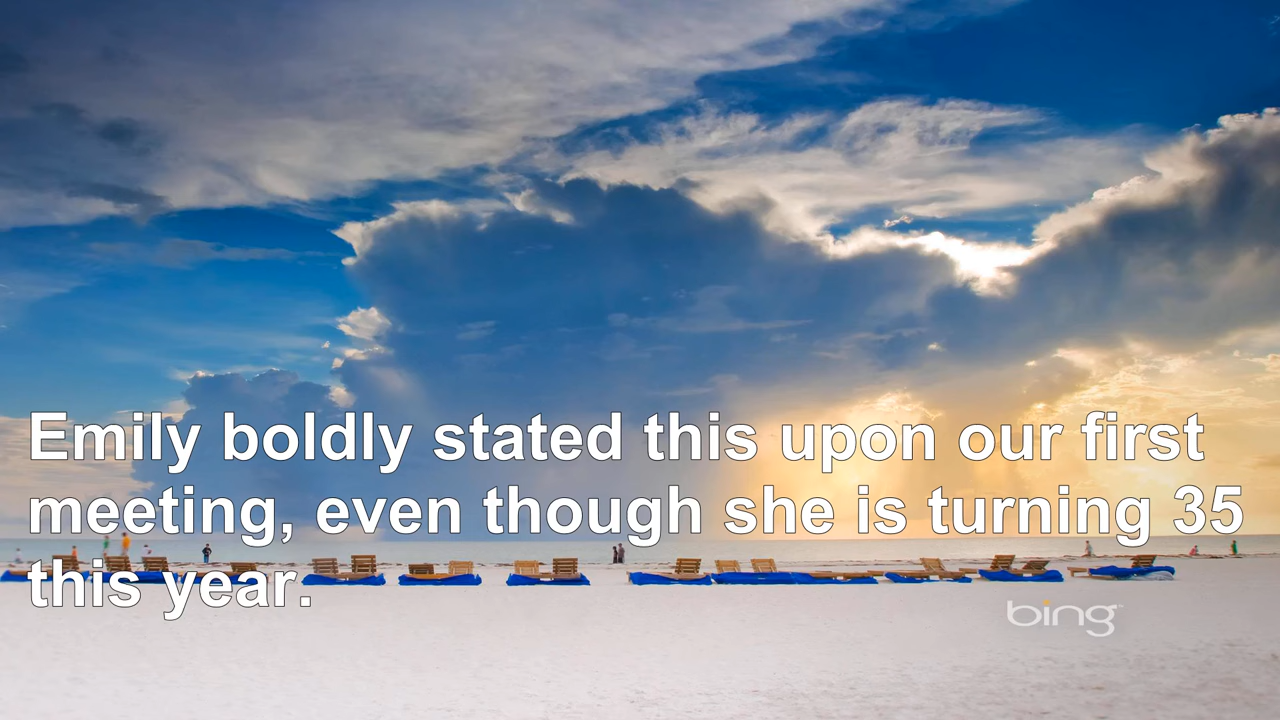 Emily boldly stated this upon our first
meeting, even though she is turning 35
this year.
bing